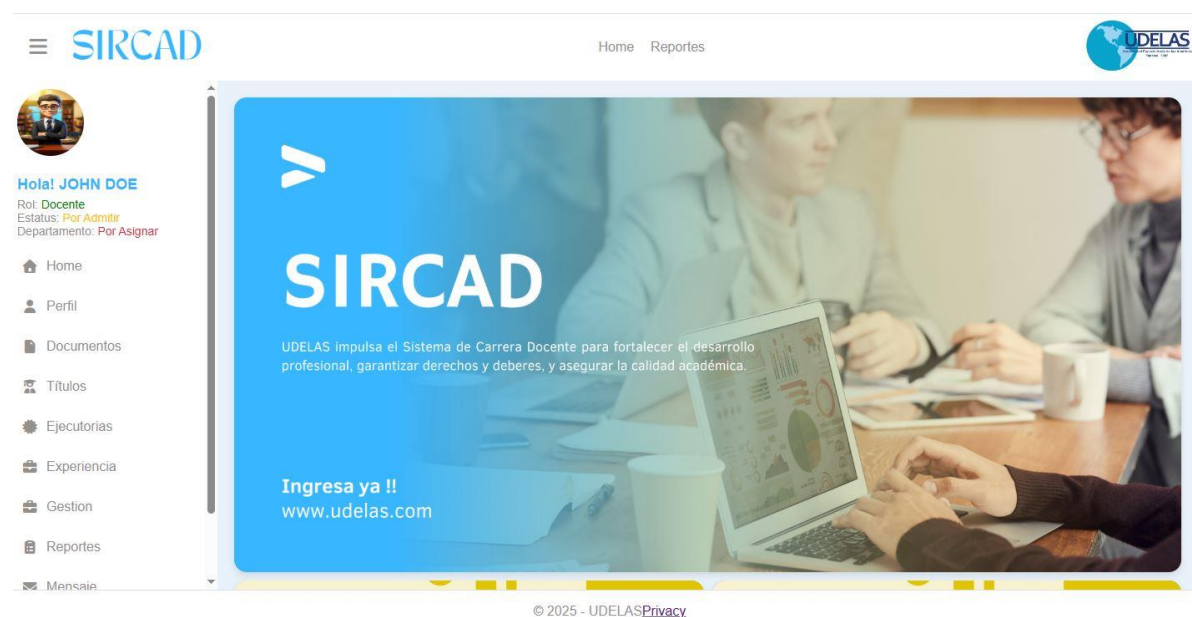 SIRCAD
Home Reportes
UDELAS
Hola! JOHN DOE
Rol: Docente
Estatus: Por Admitir
Departamento: Por Asignar
Home
Perfil
Documentos
Títulos
Ejecutorias
Experiencia
Gestion
Reportes
Mensaje
SIRCAD
UDELAS impulsa el Sistema de Carrera Docente para fortalecer el desarrollo
profesional, garantizar derechos y deberes, y asegurar la calidad académica.
Ingresa ya !!
www.udelas.com
© 2025 - UDELASPrivacy